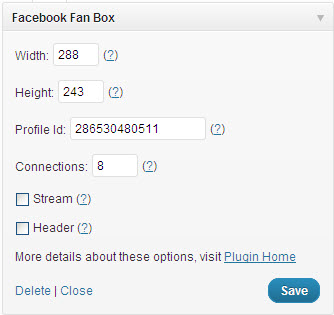 Facebook Fan Box
Width: 288 (?)
Height: 243 (?)
Profile Id: 286530480511 (?)
Connections: 8 (?)
Stream (?)
Header (?)
More details about these options, visit Plugin Home
Delete | Close Save